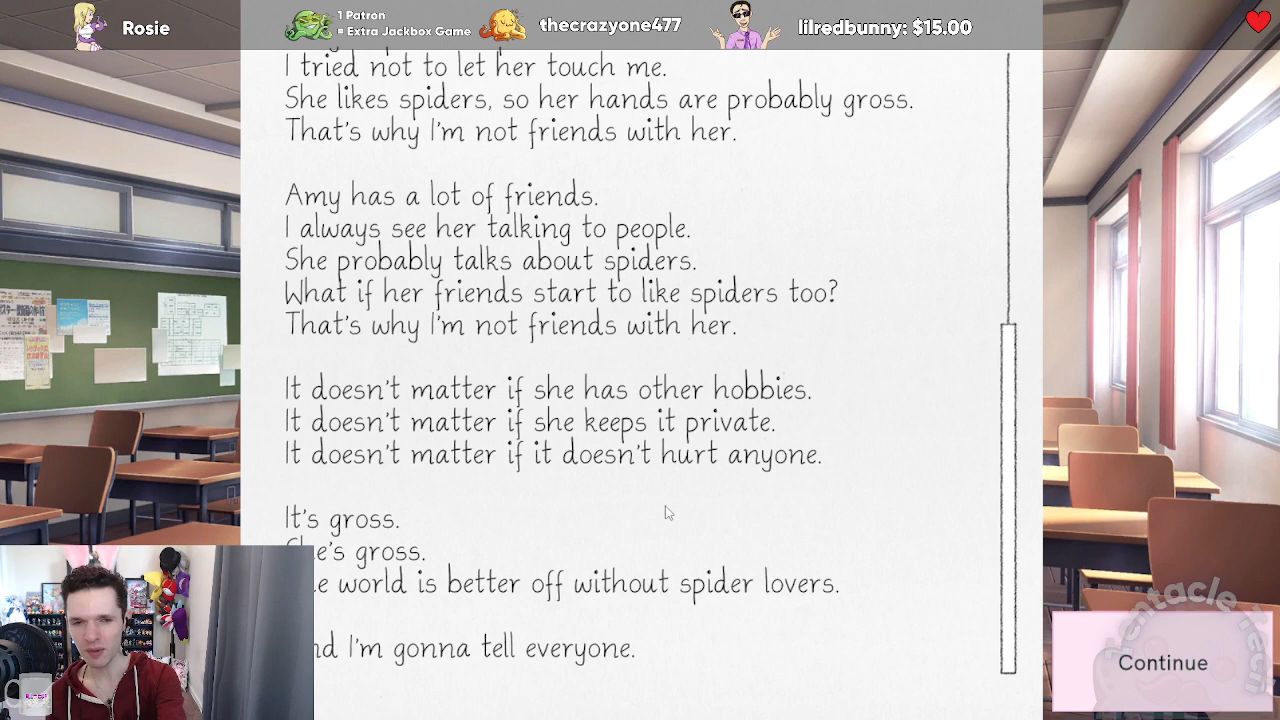 Rosie
1 Patron
= Extra Jackbox Game
thecrazyone477
lilredbunny: $15.00
I tried not to let her touch me.
She likes spiders, so her hands are probably gross.
That's why I'm not friends with her.
Amy has a lot of friends.
I always see her talking to people.
She probably talks about spiders.
What if her friends start to like spiders too?
That's why I'm not friends with her.
It doesn't matter if she has other hobbies.
It doesn't matter if she keeps it private.
It doesn't matter if it doesn't hurt anyone.
It's gross.
She's gross.
world is better off without spider lovers.
I'm gonna tell everyone.
Tentacle Teen
Continue